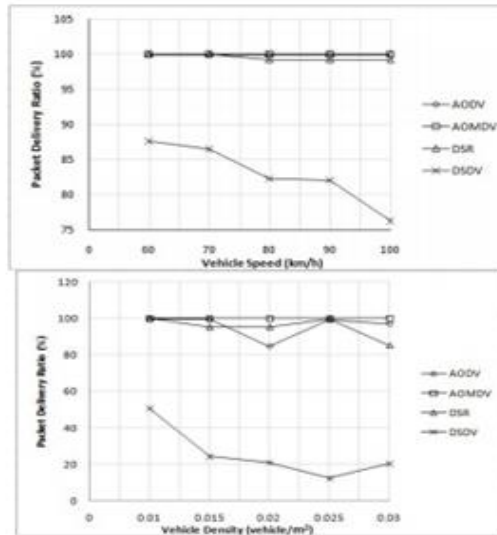 105
100
95
90
85
80
75
Packet Delivery Ratio (%)
0 60 70 80 90 100
Vehicle Speed (km/h)
AODV
AOMDV
DSR
DSDV
120
100
80
60
40
20
0
Packet Delivery Ratio (%)
0 0.01 0.015 0.02 0.025 0.03
Vehicle Density (vehicle/m²)
AODV
AOMDV
DSR
DSDV